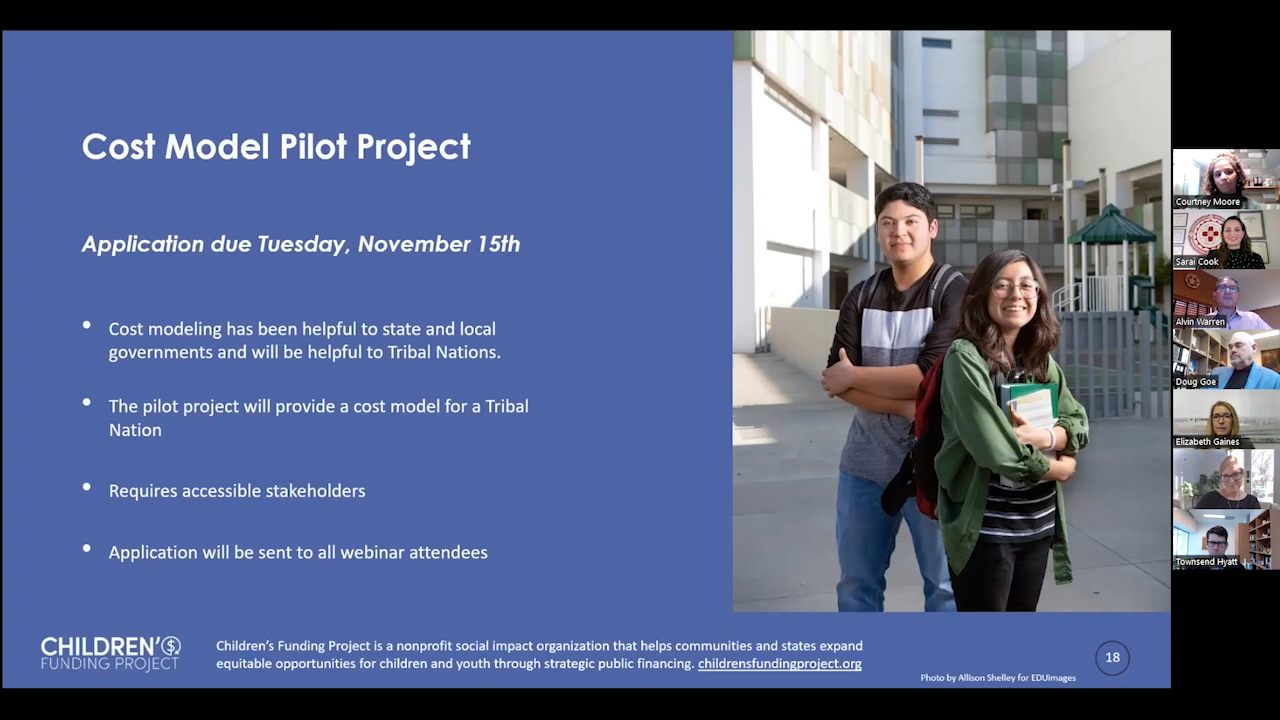 Cost Model Pilot Project
Application due Tuesday, November 15th
• Cost modeling has been helpful to state and local
governments and will be helpful to Tribal Nations.
• The pilot project will provide a cost model for a Tribal
Nation
• Requires accessible stakeholders
• Application will be sent to all webinar attendees
CHILDREN'S
FUNDING PROJECT
Children's Funding Project is a nonprofit social impact organization that helps communities and states expand
equitable opportunities for children and youth through strategic public financing. childrensfundingproject.org
18
Photo by Allison Shelley for EDUimages
Courtney Moore
Sarai Cook
Alvin Warren
Doug Goe
Elizabeth Gaines
Townsend Hyatt